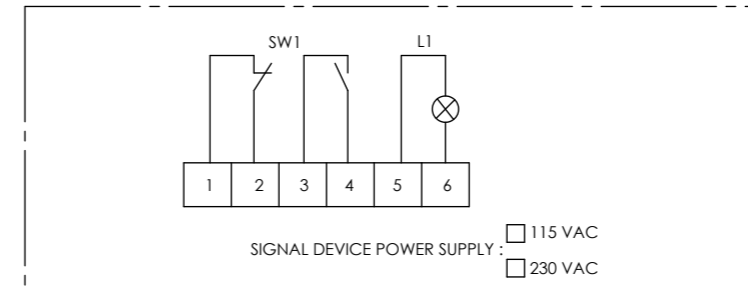 SW1 L1
1 2 3 4 5 6
SIGNAL DEVICE POWER SUPPLY :
115 VAC
230 VAC